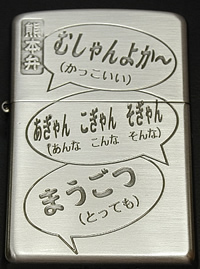 熊本弁
むしゃんよか〜
(かっこいい)
あぎゃん こぎゃん そぎゃん
(あんな こんな そんな)
まうごつ
(とっても)